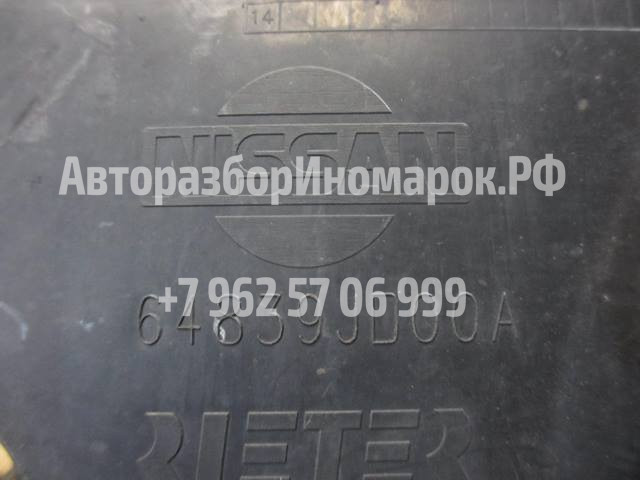 14
NISSAN
АвторазборИномарок.РФ
+7 962 57 06 999
64839JD00A
RIETER